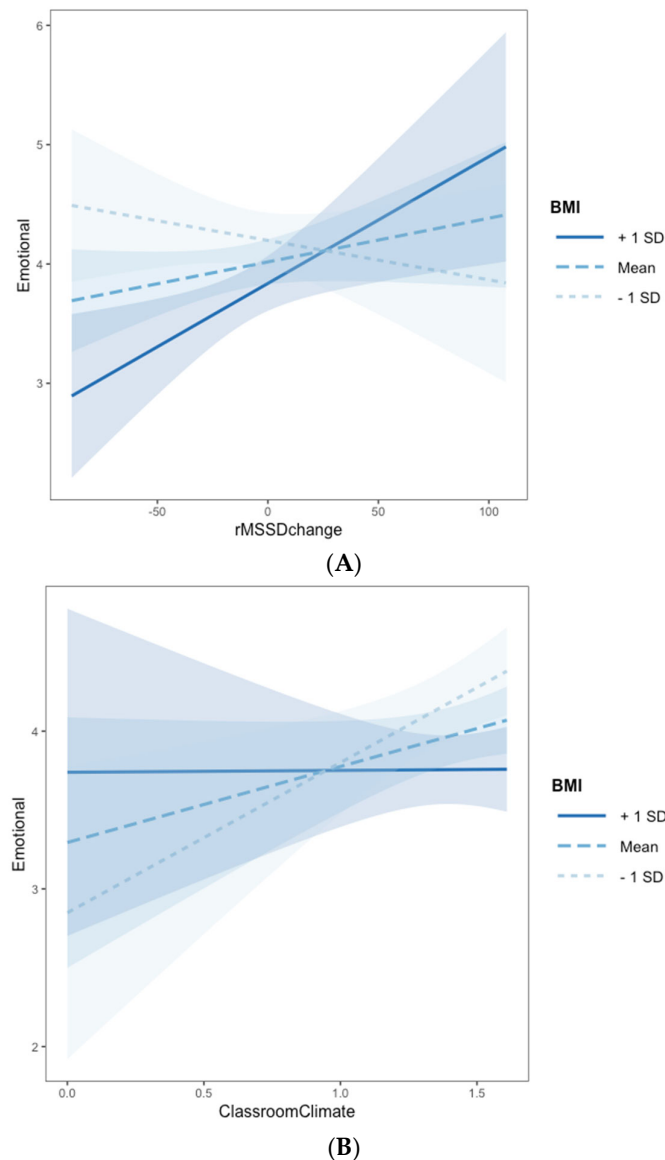 6
5
4
3
Emotional
-50
0
50
100
rMSSDchange
BMI
+ 1 SD
Mean
- 1 SD
(A)
4
3
2
Emotional
0.0
0.5
1.0
1.5
ClassroomClimate
BMI
+ 1 SD
Mean
- 1 SD
(B)